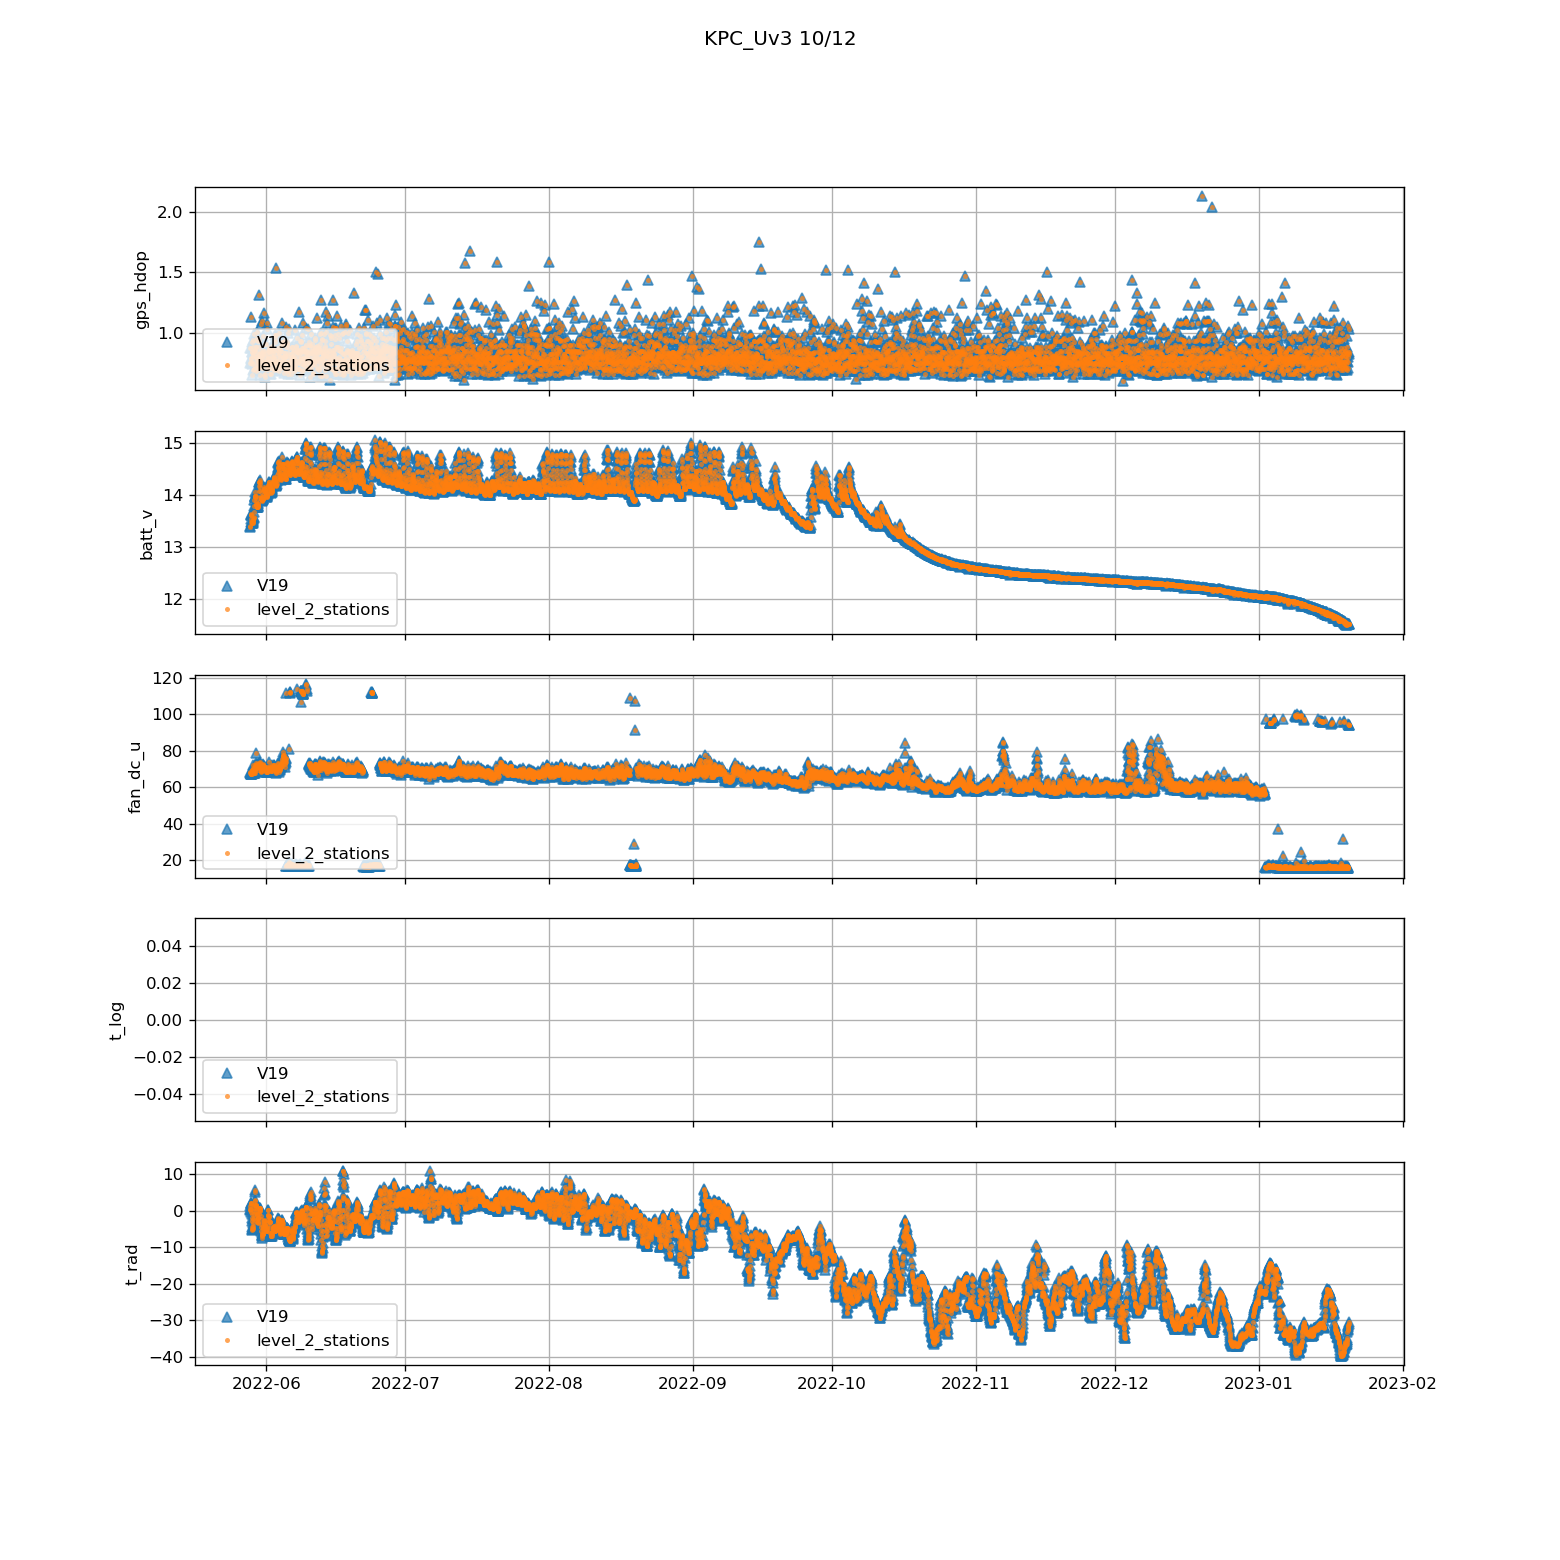 KPC_Uv3 10/12
gps_hdop
2.0
1.5
1.0
V19
level_2_stations
batt_v
15
14
13
12
V19
level_2_stations
fan_dc_u
120
100
80
60
40
20
V19
level_2_stations
t_log
0.04
0.02
0.00
−0.02
−0.04
V19
level_2_stations
t_rad
10
0
−10
−20
−30
−40
V19
level_2_stations
2022-06 2022-07 2022-08 2022-09 2022-10 2022-11 2022-12 2023-01 2023-02